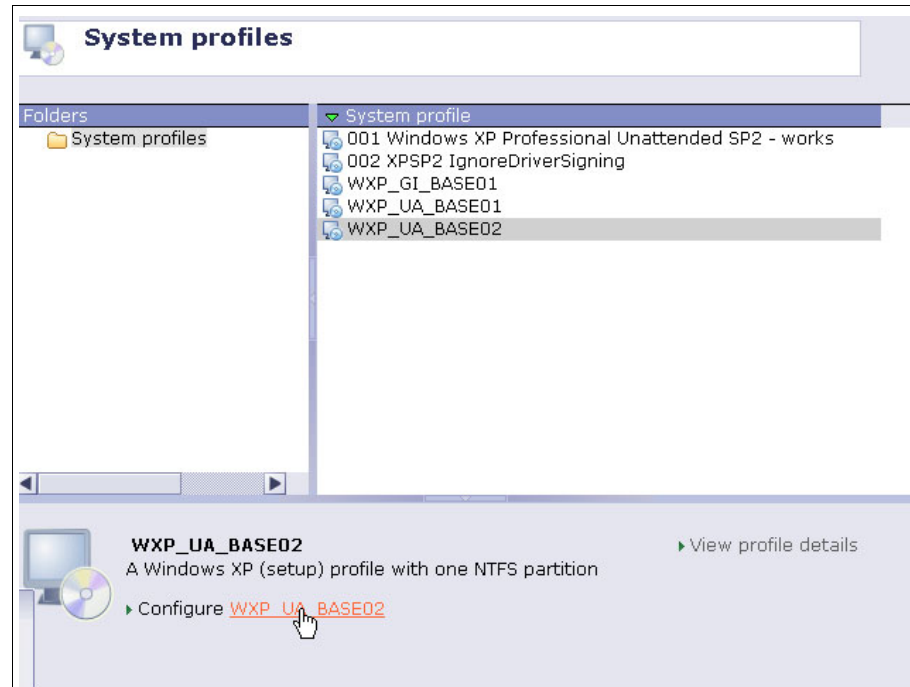 System profiles
Folders
System profiles
System profile
001 Windows XP Professional Unattended SP2 - works
002 XPSP2 IgnoreDriverSigning
WXP_GI_BASE01
WXP_UA_BASE01
WXP_UA_BASE02
WXP_UA_BASE02
View profile details
A Windows XP (setup) profile with one NTFS partition
Configure WXP_UA_BASE02